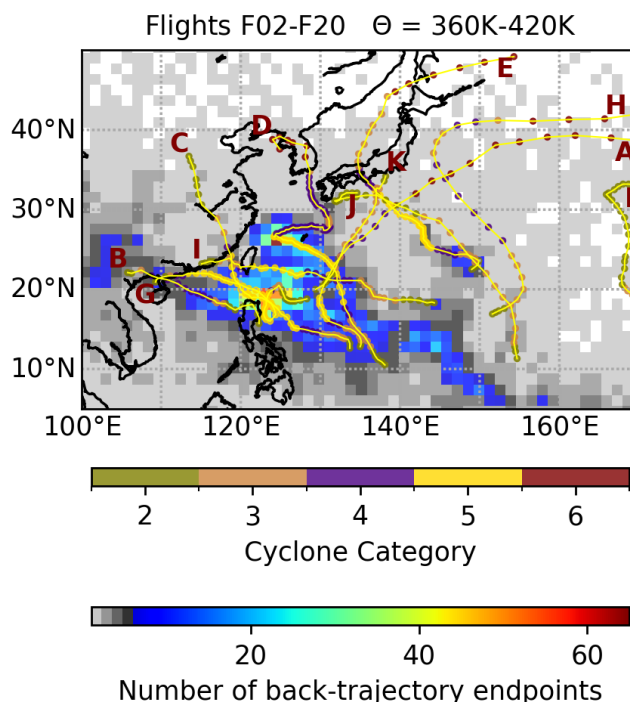 Flights F02-F20 Θ = 360K-420K
E
H
40°N
D
C
A
K
30°N
J
I
B
20°N
G
10°N
100°E 120°E 140°E 160°E
2 3 4 5 6
Cyclone Category
20 40 60
Number of back-trajectory endpoints